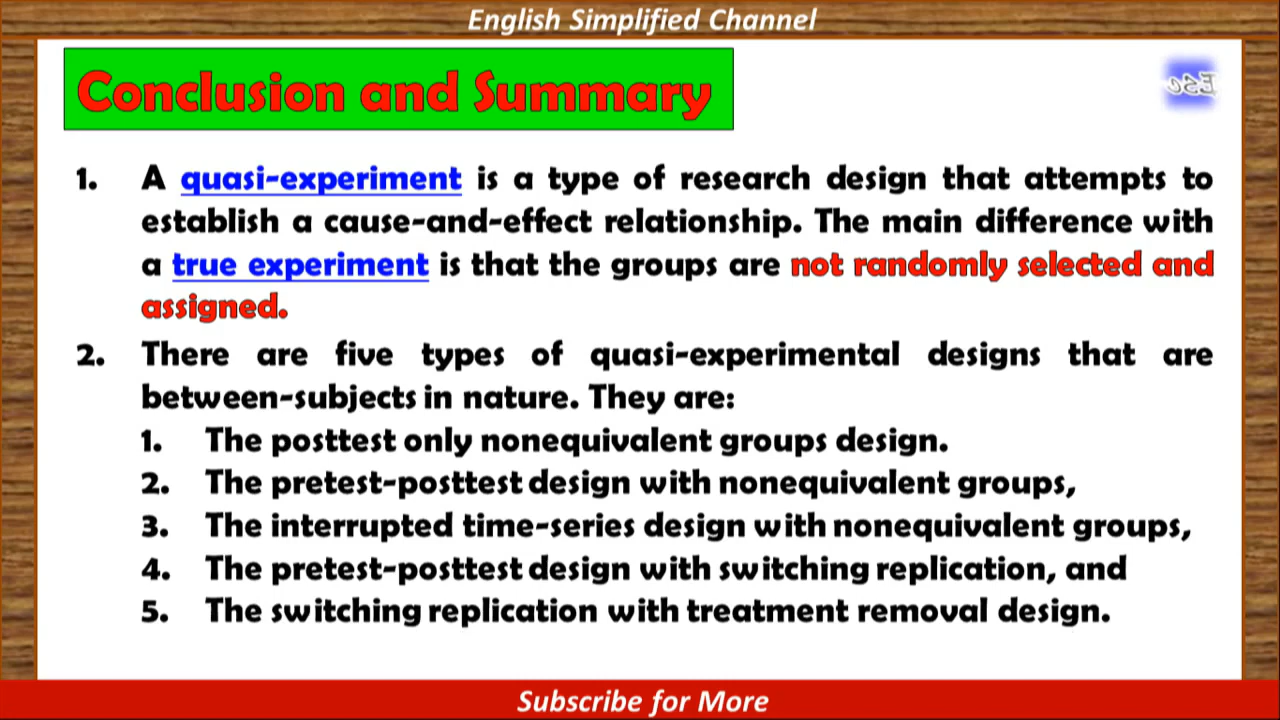 English Simplified Channel
Conclusion and Summary
ESC
1. A quasi-experiment is a type of research design that attempts to
establish a cause-and-effect relationship. The main difference with
a true experiment is that the groups are not randomly selected and
assigned.
2. There are five types of quasi-experimental designs that are
between-subjects in nature. They are:
1. The posttest only nonequivalent groups design.
2. The pretest-posttest design with nonequivalent groups,
3. The interrupted time-series design with nonequivalent groups,
4. The pretest-posttest design with switching replication, and
5. The switching replication with treatment removal design.
Subscribe for More